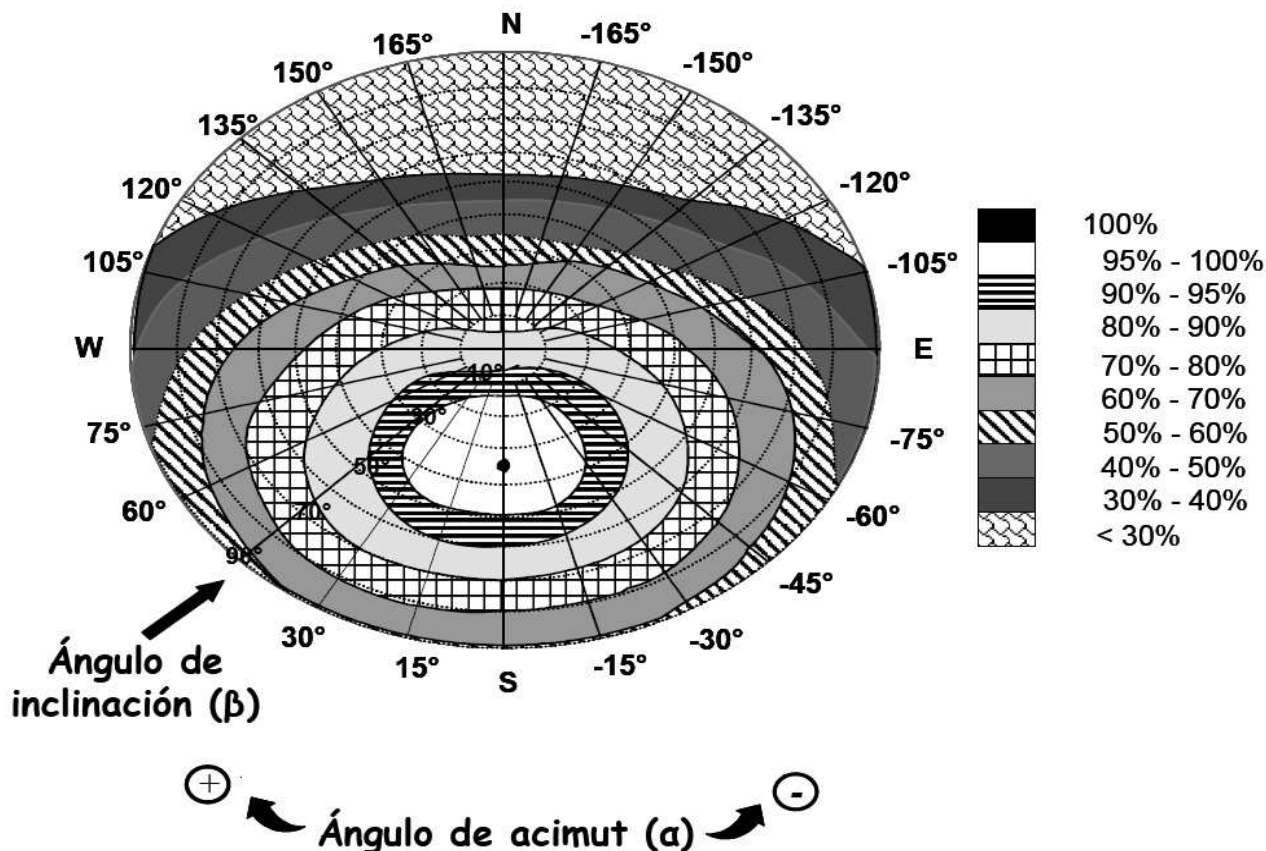 N
165° -165°
150° -150°
135° -135°
120° -120°
105° -105°
W E
75° -75°
60° -60°
-45°
30° -30°
15° -15°
S
10°
30°
50°
70°
90°
Ángulo de
inclinación (β)
+ -
Ángulo de acimut (α)
100%
95% - 100%
90% - 95%
80% - 90%
70% - 80%
60% - 70%
50% - 60%
40% - 50%
30% - 40%
< 30%